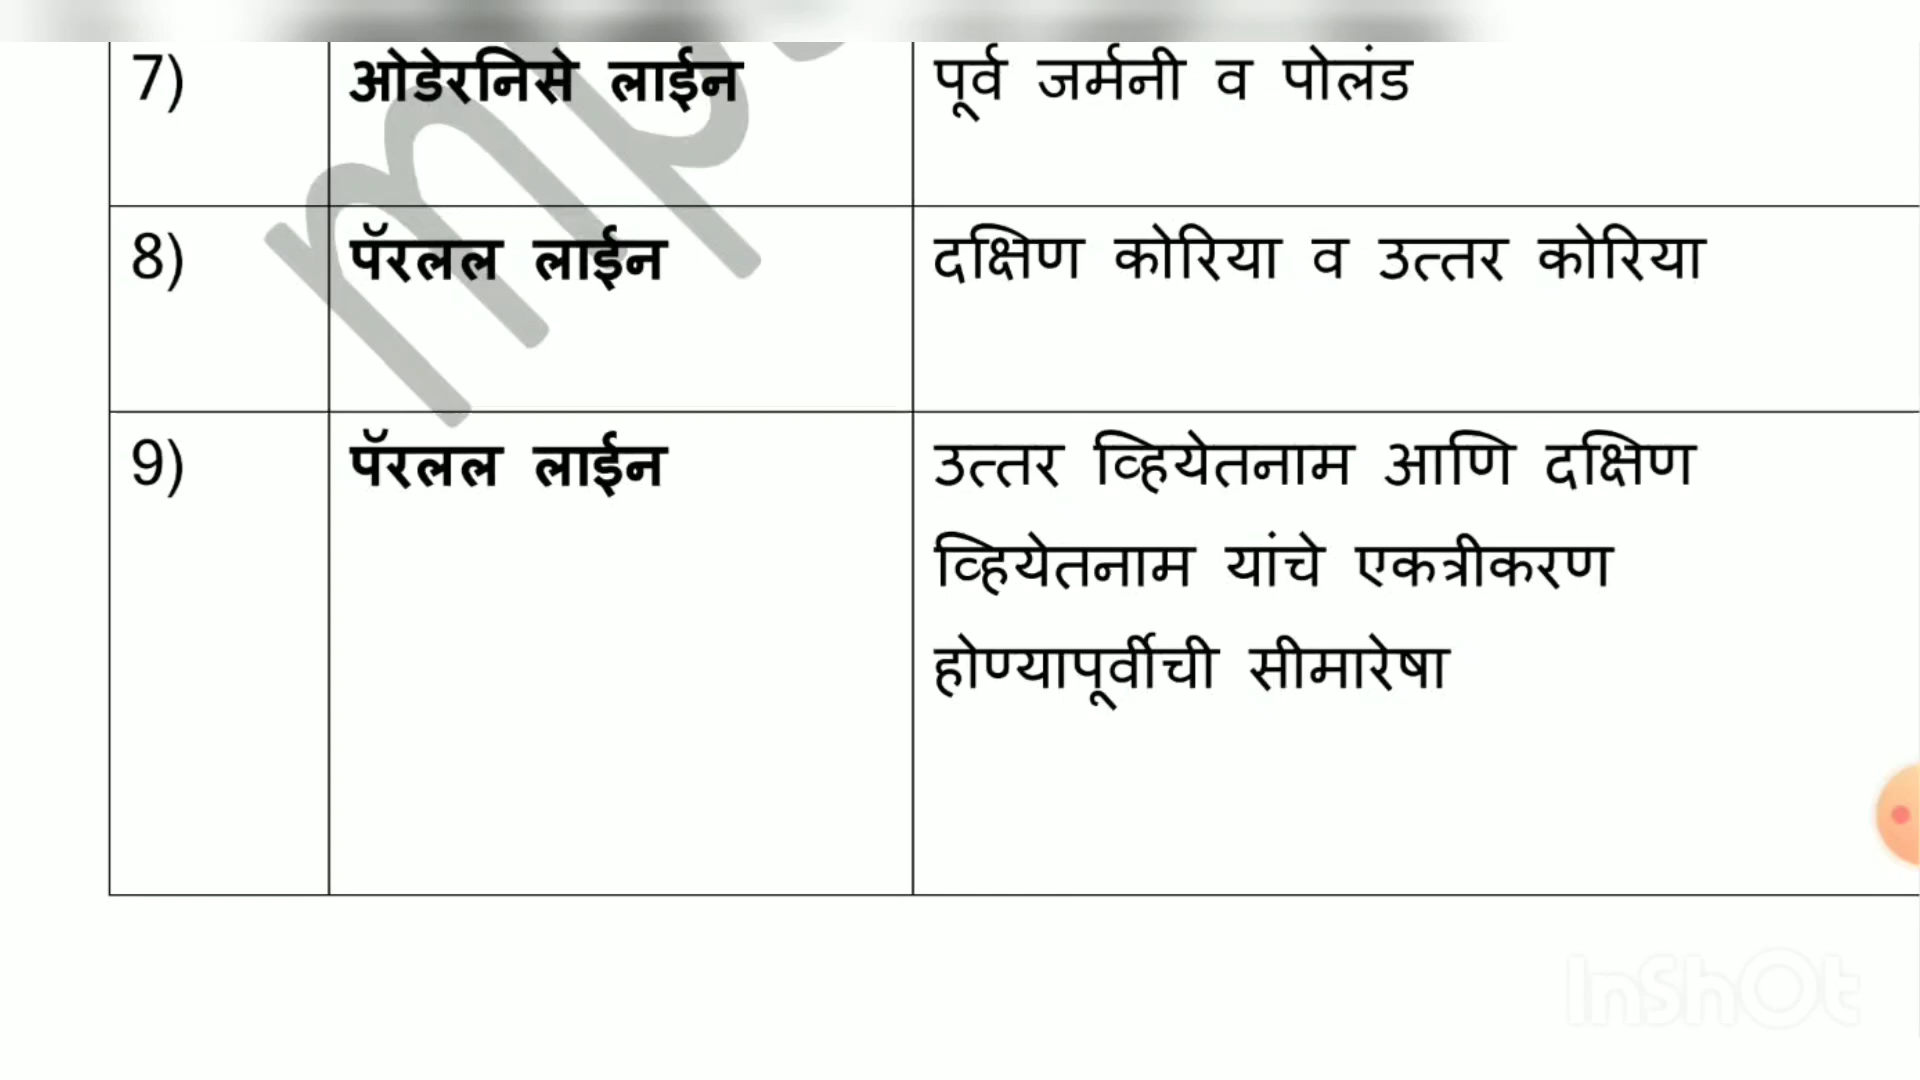 7) ओडेरनिसे लाईन पूर्व जर्मनी व पोलंड
8) पॅरलल लाईन दक्षिण कोरिया व उत्तर कोरिया
9) पॅरलल लाईन उत्तर व्हियेतनाम आणि दक्षिण
व्हियेतनाम यांचे एकत्रीकरण
होण्यापूर्वीची सीमारेषा
InShOt